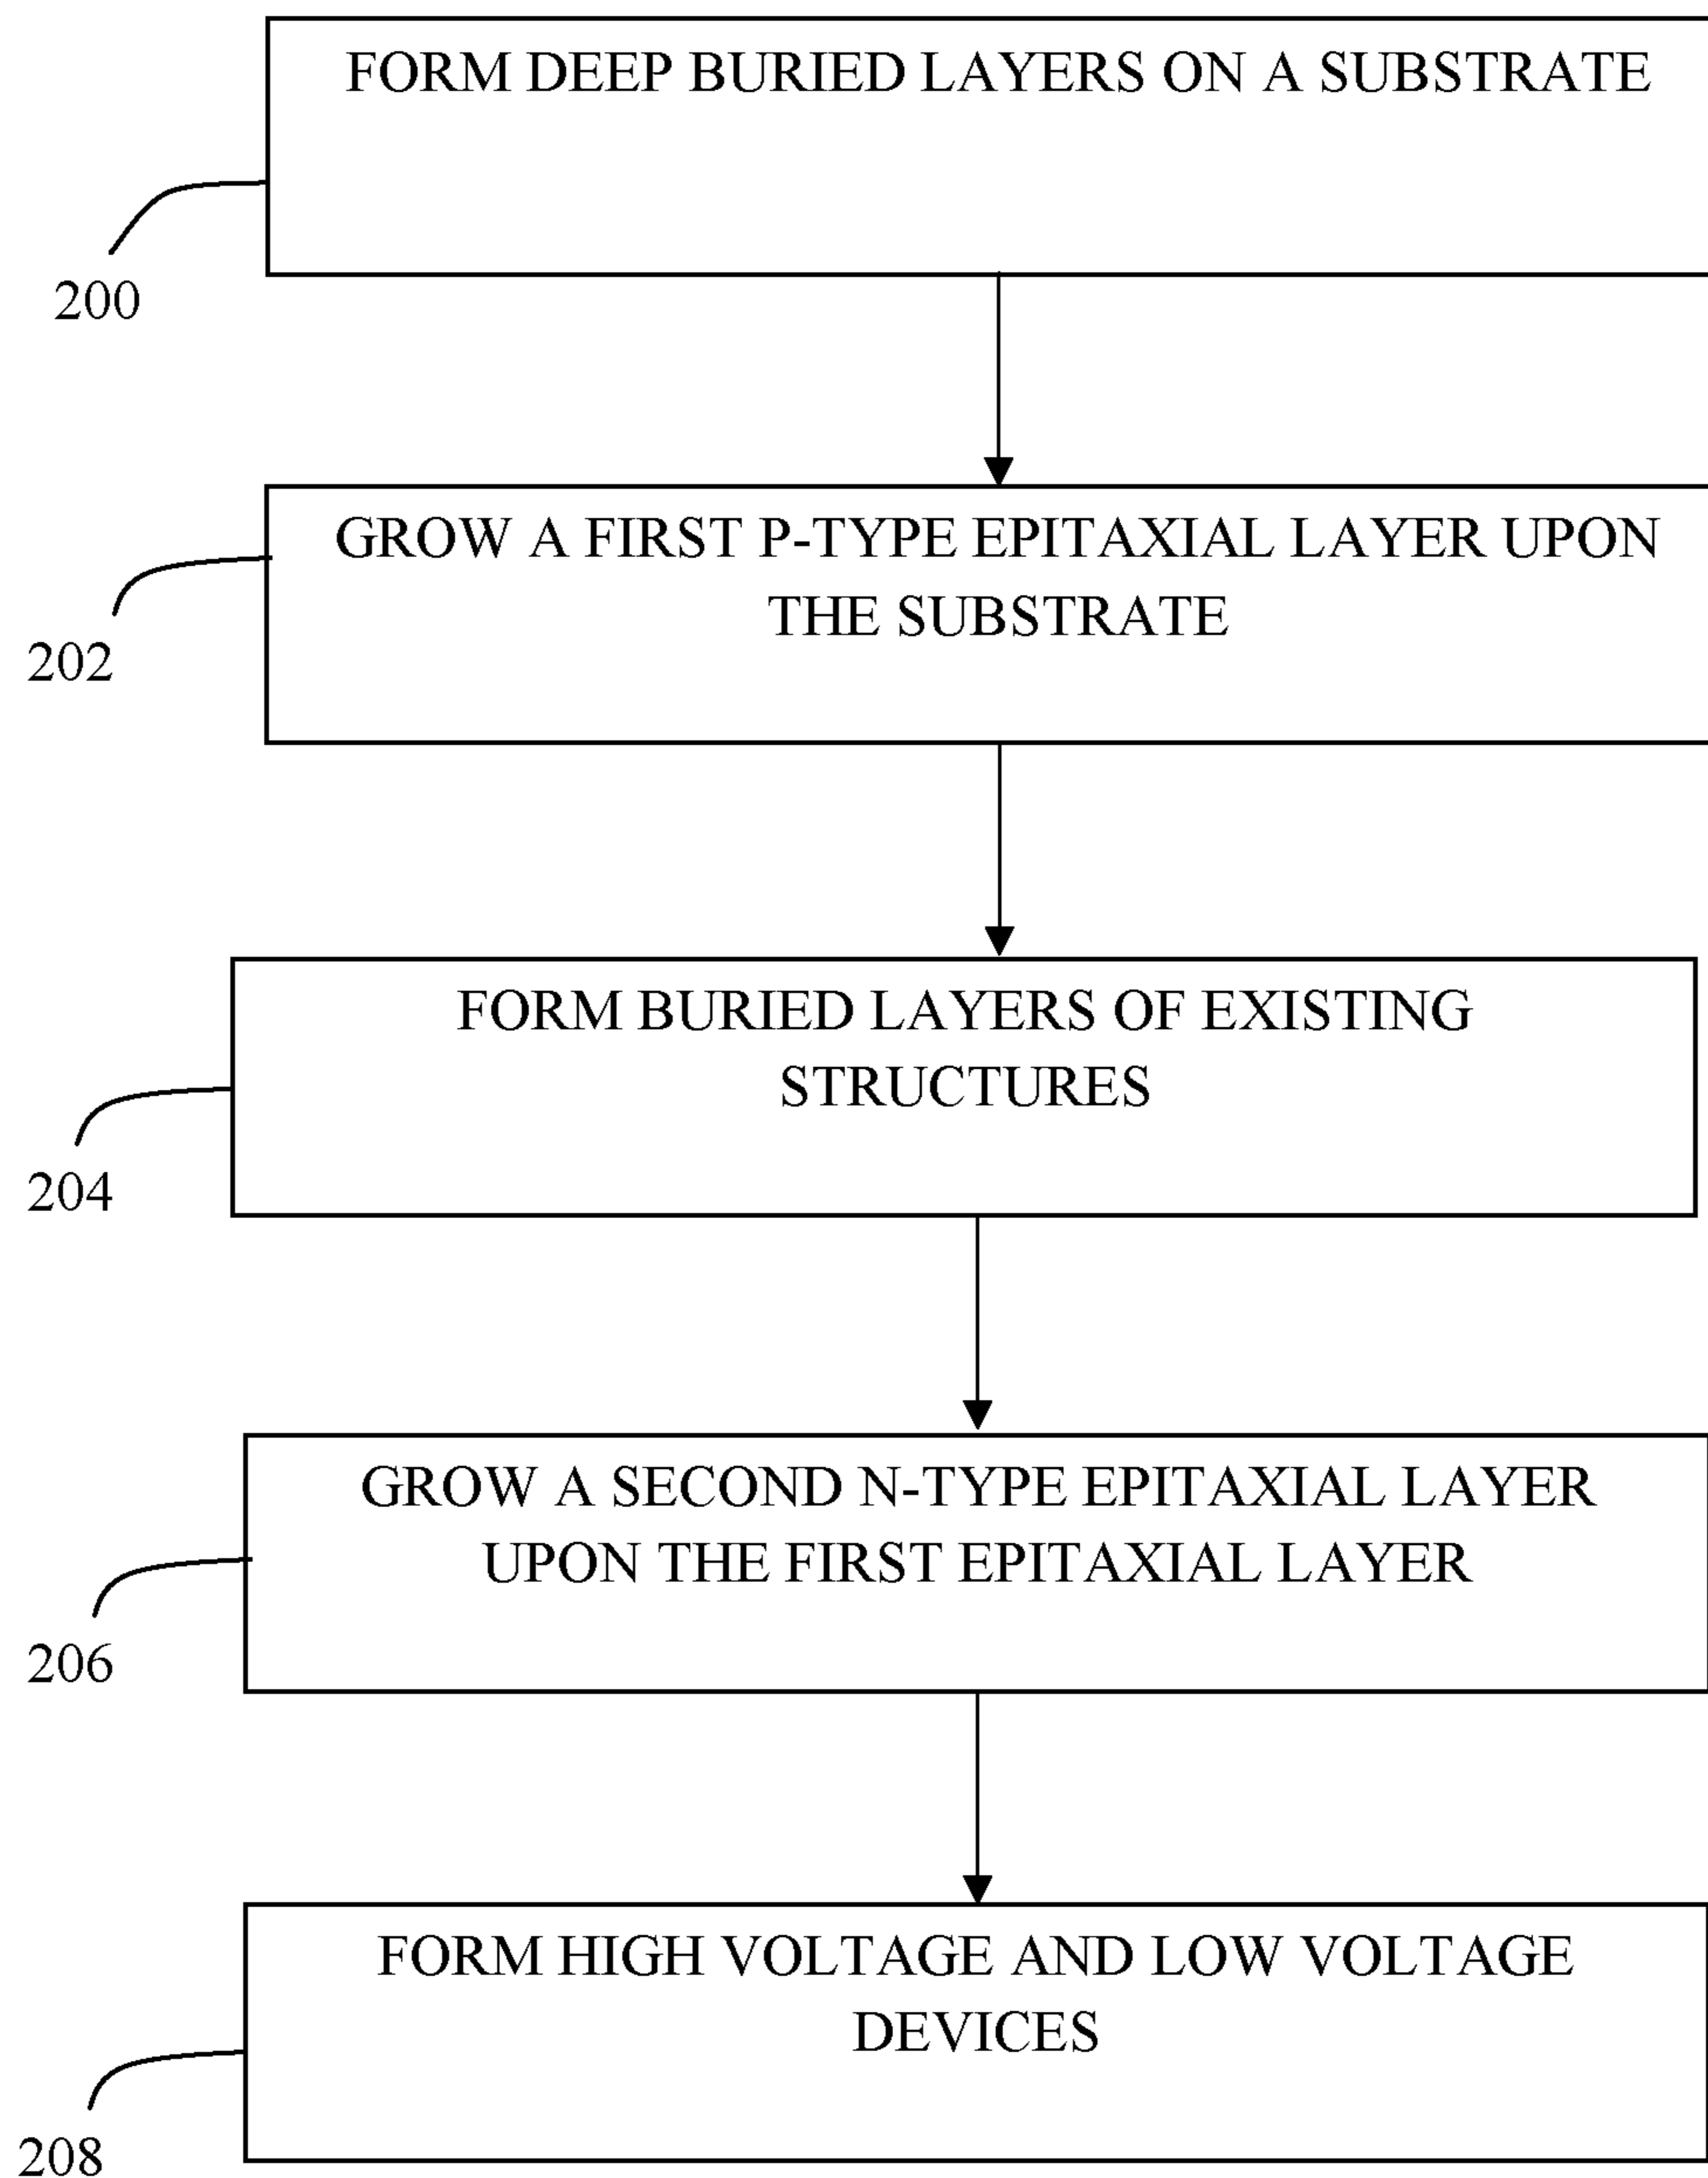 FORM DEEP BURIED LAYERS ON A SUBSTRATE
200
GROW A FIRST P-TYPE EPITAXIAL LAYER UPON
THE SUBSTRATE
202
FORM BURIED LAYERS OF EXISTING
STRUCTURES
204
GROW A SECOND N-TYPE EPITAXIAL LAYER
UPON THE FIRST EPITAXIAL LAYER
206
FORM HIGH VOLTAGE AND LOW VOLTAGE
DEVICES
208